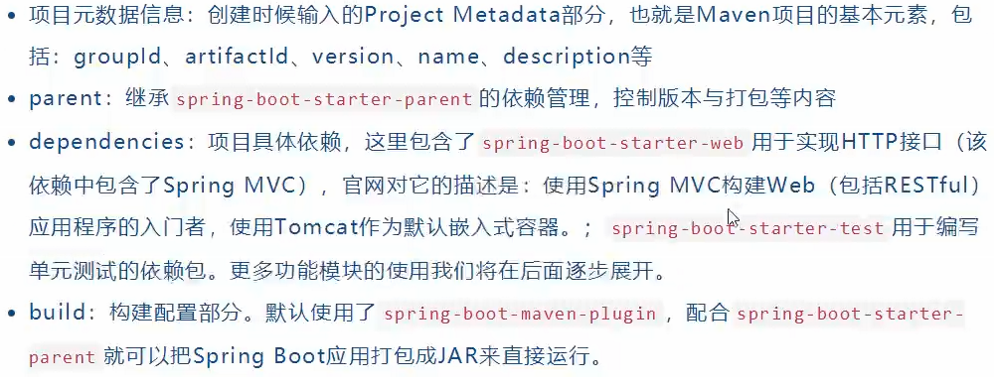 • 项目元数据信息：创建时候输入的Project Metadata部分，也就是Maven项目的基本元素，包
括：groupId、artifactId、version、name、description等
• parent：继承 spring-boot-starter-parent 的依赖管理，控制版本与打包等内容
• dependencies：项目具体依赖，这里包含了 spring-boot-starter-web 用于实现HTTP接口（该
依赖中包含了Spring MVC），官网对它的描述是：使用Spring MVC构建Web（包括RESTful）
应用程序的入门者，使用Tomcat作为默认嵌入式容器。； spring-boot-starter-test 用于编写
单元测试的依赖包。更多功能模块的使用我们将在后面逐步展开。
• build：构建配置部分。默认使用了 spring-boot-maven-plugin ，配合 spring-boot-starter-
parent 就可以把Spring Boot应用打包成JAR来直接运行。